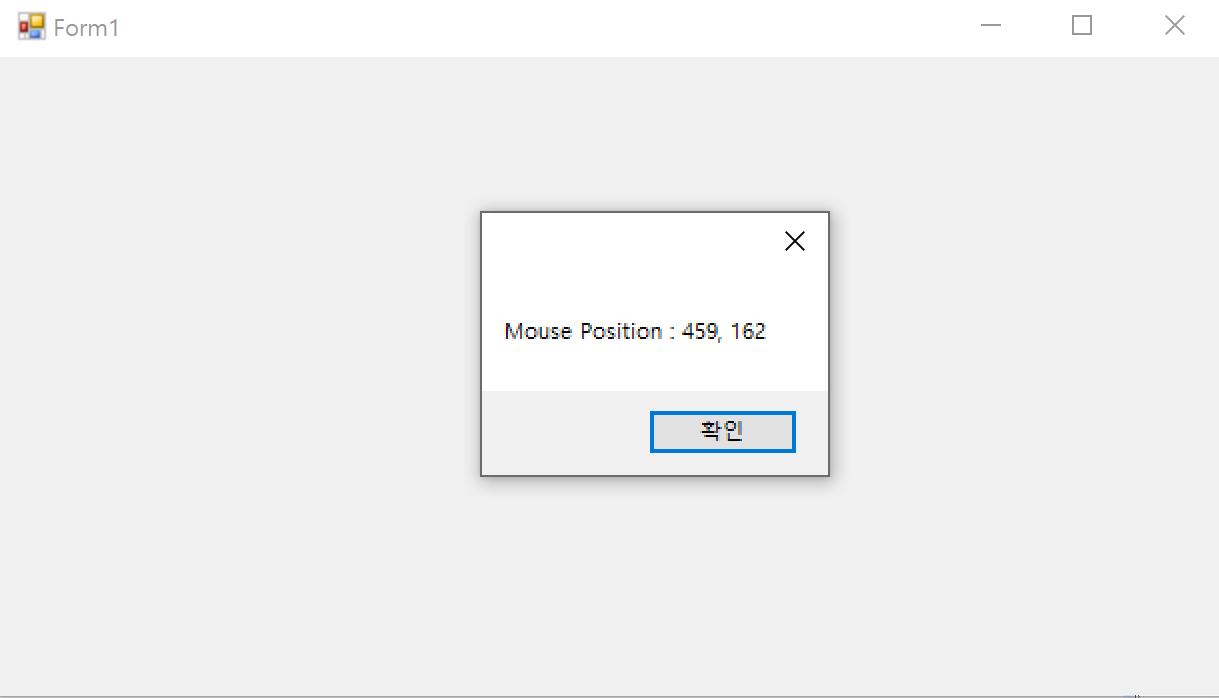 Form1
Mouse Position : 459, 162
확인